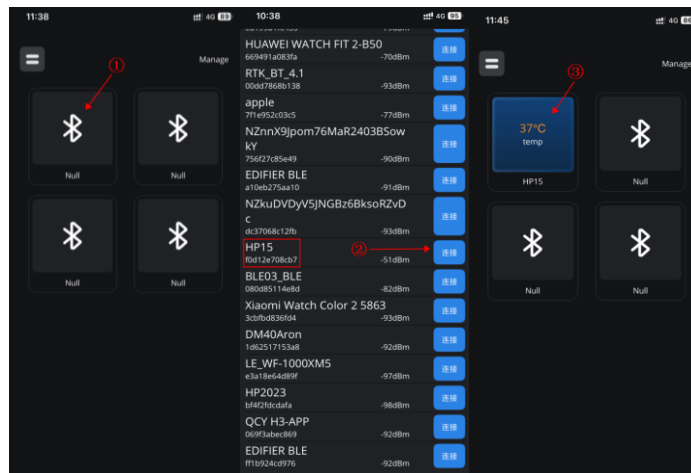 11:38
4G 89
①
Manage
Null
Null
Null
Null
10:38
4G 95
HUAWEI WATCH FIT 2-B50
669491a083fa -70dBm 连接
RTK_BT_4.1
00dd7868b138 -93dBm 连接
apple
7f1e952c03c5 -77dBm 连接
NZnnX9Jpom76MaR2403BSow
kY
756f27c85e49 -90dBm 连接
EDIFIER BLE
a10eb275aa10 -91dBm 连接
NZkuDVDyV5JNGBz6BksoRZvD
c
dc37068c12fb -93dBm 连接
HP15
f0d12e708cb7 -51dBm 连接
②
BLE03_BLE
080d85114e8d -82dBm 连接
Xiaomi Watch Color 2 5863
3cbfbd836fd4 -93dBm 连接
DM40Aron
1d62517153a8 -92dBm 连接
LE_WF-1000XM5
e3a18e64d89f -97dBm 连接
HP2023
bf4f2fdcdafa -98dBm 连接
QCY H3-APP
069f3abec869 -92dBm 连接
EDIFIER BLE
ff1b924cd976 -92dBm 连接
11:45
4G
③
Manage
37°C
temp
HP15
Null
Null
Null